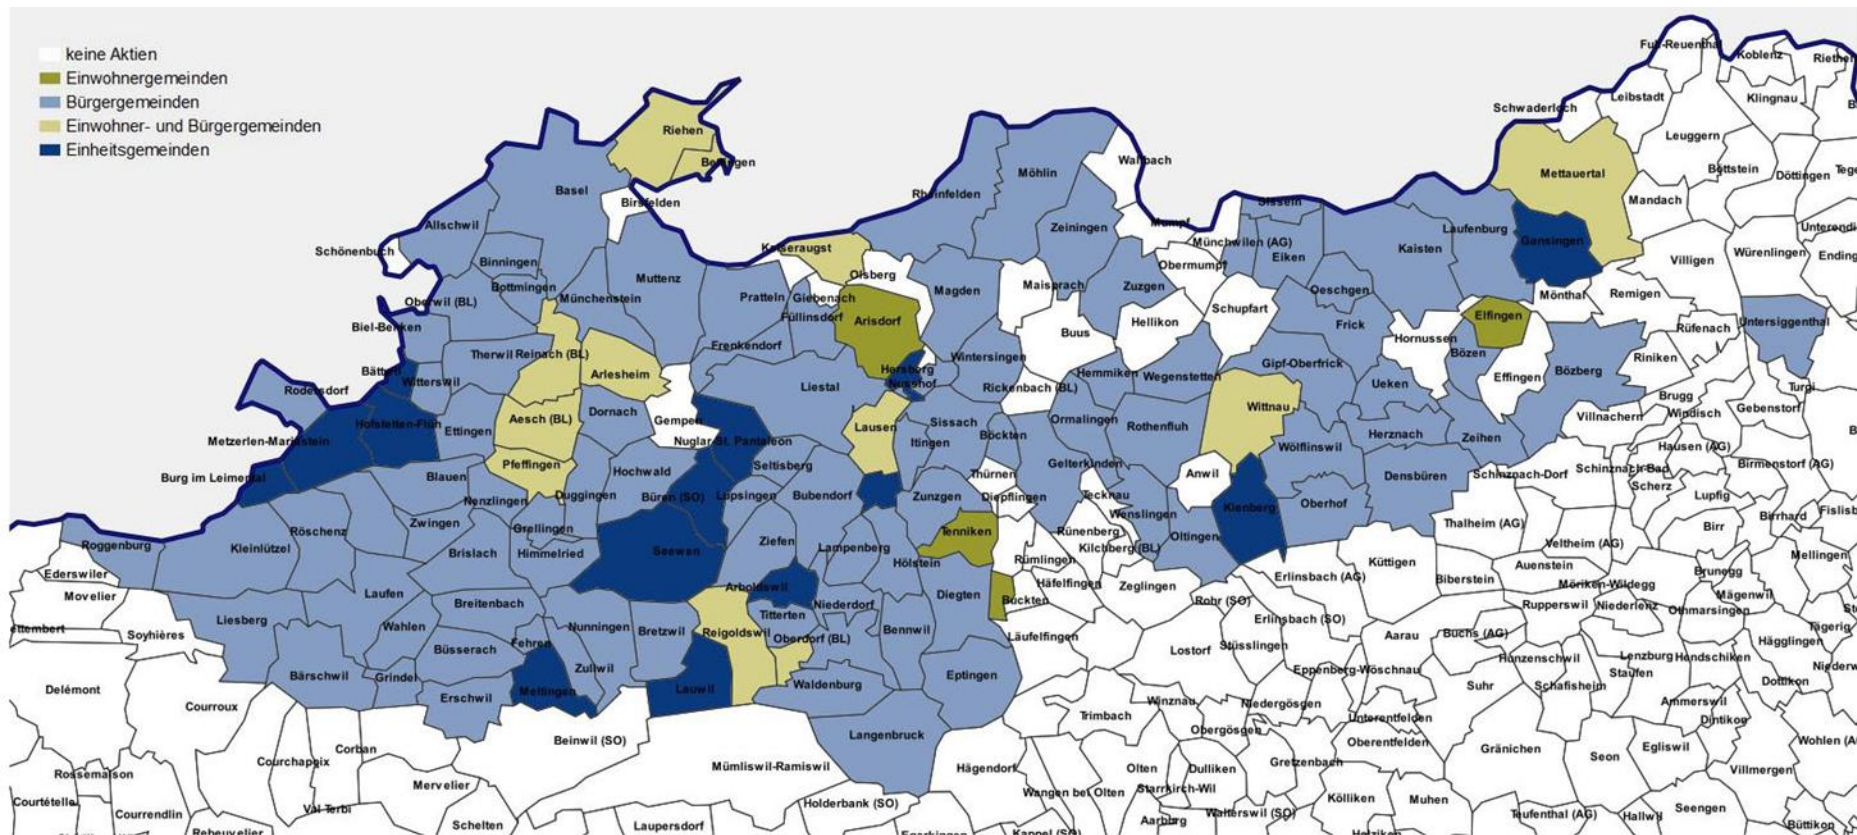 keine Aktien
Einwohnergemeinden
Bürgergemeinden
Einwohner- und Bürgergemeinden
Einheitsgemeinden
Full-Reuenthal
Koblenz
Leibstadt
Klingnau
Schwaderloch
Riehen
Leuggern
Bettingen
Wallbach
Böttstein
Döttingen
Mettauertal
Möhlin
Basel
Rheinfelden
Birsfelden
Mandach
Sisseln
Allschwil
Mumpf
Zeiningen
Laufenburg
Schönenbuch
Kaiseraugst
Münchwilen (AG)
Gansingen
Kaisten
Würenlingen
Binningen
Obermumpf
Eiken
Villigen
Muttenz
Olsberg
Bottmingen
Maisprach
Zuzgen
Magden
Oeschgen
Mönthal
Remigen
Oberwil (BL)
Münchenstein
Pratteln
Giebenach
Schupfart
Füllinsdorf
Arisdorf
Elfingen
Hellikon
Untersiggenthal
Biel-Benken
Frick
Rüfenach
Buus
Hornussen
Frenkendorf
Therwil
Reinach (BL)
Wintersingen
Bözen
Riniken
Gipf-Oberfrick
Bättwil
Witterswil
Arlesheim
Hersberg
Hemmiken
Wegenstetten
Bözberg
Effingen
Nusshof
Rickenbach (BL)
Ueken
Liestal
Rodersdorf
Turgi
Brugg
Wittnau
Gebenstorf
Dornach
Windisch
Villnachern
Aesch (BL)
Gempen
Sissach
Ormalingen
Hofstetten-Flüh
Lausen
Rothenfluh
Ettingen
Böckten
Herznach
Zeihen
Metzerlen-Mariastein
Nuglar-St. Pantaleon
Itingen
Wölflinswil
Hausen (AG)
Pfeffingen
Seltisberg
Gelterkinden
Birmenstorf (AG)
Hochwald
Schinznach-Bad
Anwil
Thürnen
Densbüren
Schinznach-Dorf
Burg im Leimental
Blauen
Scherz
Duggingen
Büren (SO)
Lupsingen
Bubendorf
Zunzgen
Diepflingen
Tecknau
Lupfig
Nenzlingen
Oberhof
Kienberg
Wenslingen
Birrhard
Zwingen
Thalheim (AG)
Birr
Röschenz
Grellingen
Tenniken
Rünenberg
Oltingen
Ziefen
Veltheim (AG)
Roggenburg
Kleinlützel
Brislach
Himmelried
Seewen
Lampenberg
Kilchberg (BL)
Mellingen
Rümlingen
Hölstein
Küttigen
Auenstein
Brunegg
Ederswiler
Erlinsbach (AG)
Biberstein
Häfelfingen
Zeglingen
Arboldswil
Möriken-Wildegg
Movelier
Laufen
Diegten
Mägenwil
Buckten
Rohr (SO)
Breitenbach
Niederdorf
Rupperswil
Niederlenz
Othmarsingen
Titterten
Liesberg
Erlinsbach (SO)
Wahlen
Nunningen
Bretzwil
Reigoldswil
Bennwil
Tägerig
Soyhières
Läufelfingen
Aarau
Buchs (AG)
Fehren
Oberdorf (BL)
Hägglingen
Büsserach
Lostorf
Stüsslingen
Hunzenschwil
Lenzburg
Hendschiken
Zullwil
Eppenberg-Wöschnau
Staufen
Bärschwil
Grindel
Eptingen
Dottikon
Delémont
Meltingen
Lauwil
Waldenburg
Suhr
Schafisheim
Erschwil
Winznau
Niedergösgen
Ammerswil
Courroux
Trimbach
Unterentfelden
Dintikon
Obergösgen
Langenbruck
Beinwil (SO)
Oberentfelden
Corban
Gränichen
Egliswil
Seon
Courchapoix
Gretzenbach
Mümliswil-Ramiswil
Hägendorf
Olten
Dulliken
Villmergen
Rossemaison
Mervelier
Starrkirch-Wil
Wangen bei Olten
Courtételle
Holderbank (SO)
Kölliken
Muhen
Val Terbi
Seengen
Courrendlin
Walterswil (SO)
Teufenthal (AG)
Hallwil
Aarburg
Schelten
Laupersdorf
Büttikon
Rebeuvelier
Egerkingen
Kappel (SO)
Holziken